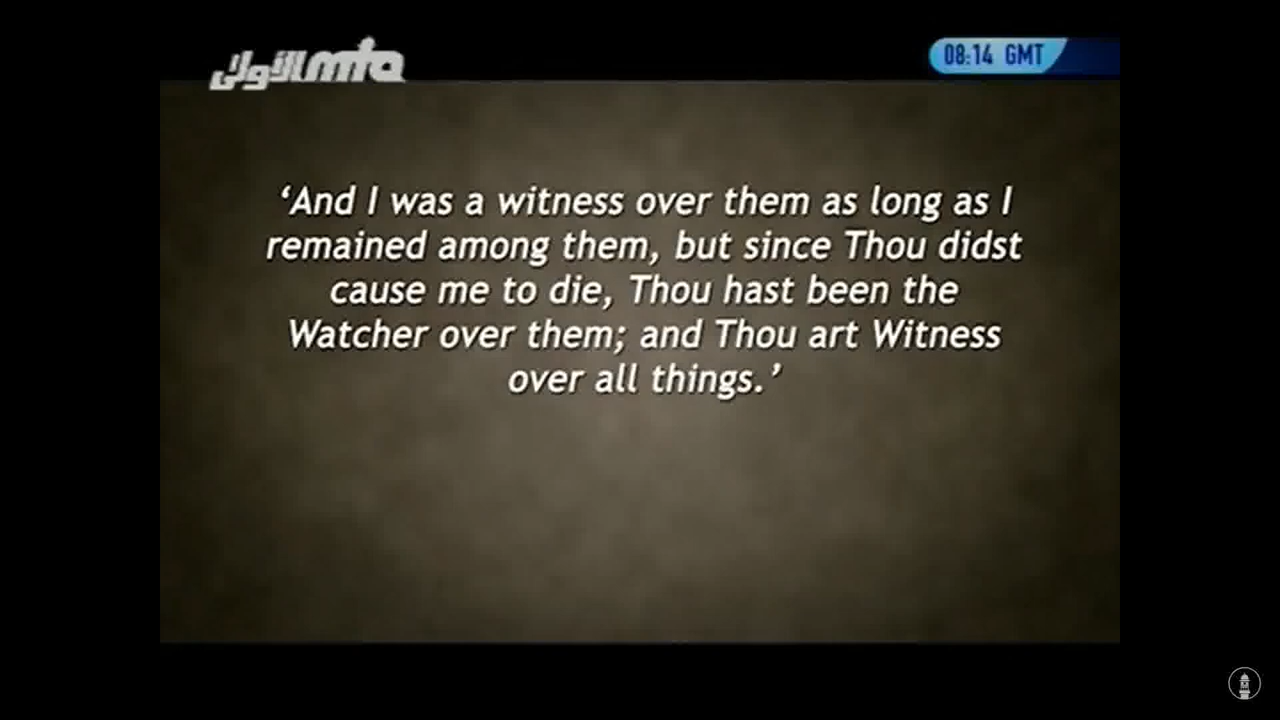 الأولى mta
08:14 GMT
‘And I was a witness over them as long as I
remained among them, but since Thou didst
cause me to die, Thou hast been the
Watcher over them; and Thou art Witness
over all things.’